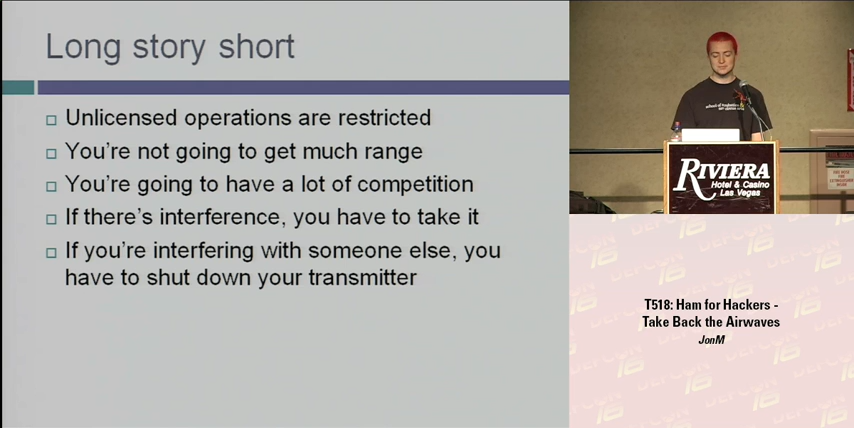 Long story short
Unlicensed operations are restricted
You're not going to get much range
You're going to have a lot of competition
If there's interference, you have to take it
If you're interfering with someone else, you
have to shut down your transmitter
RIVIERA
Hotel & Casino
Las Vegas
DEFCON 16
T518: Ham for Hackers -
Take Back the Airwaves
JonM